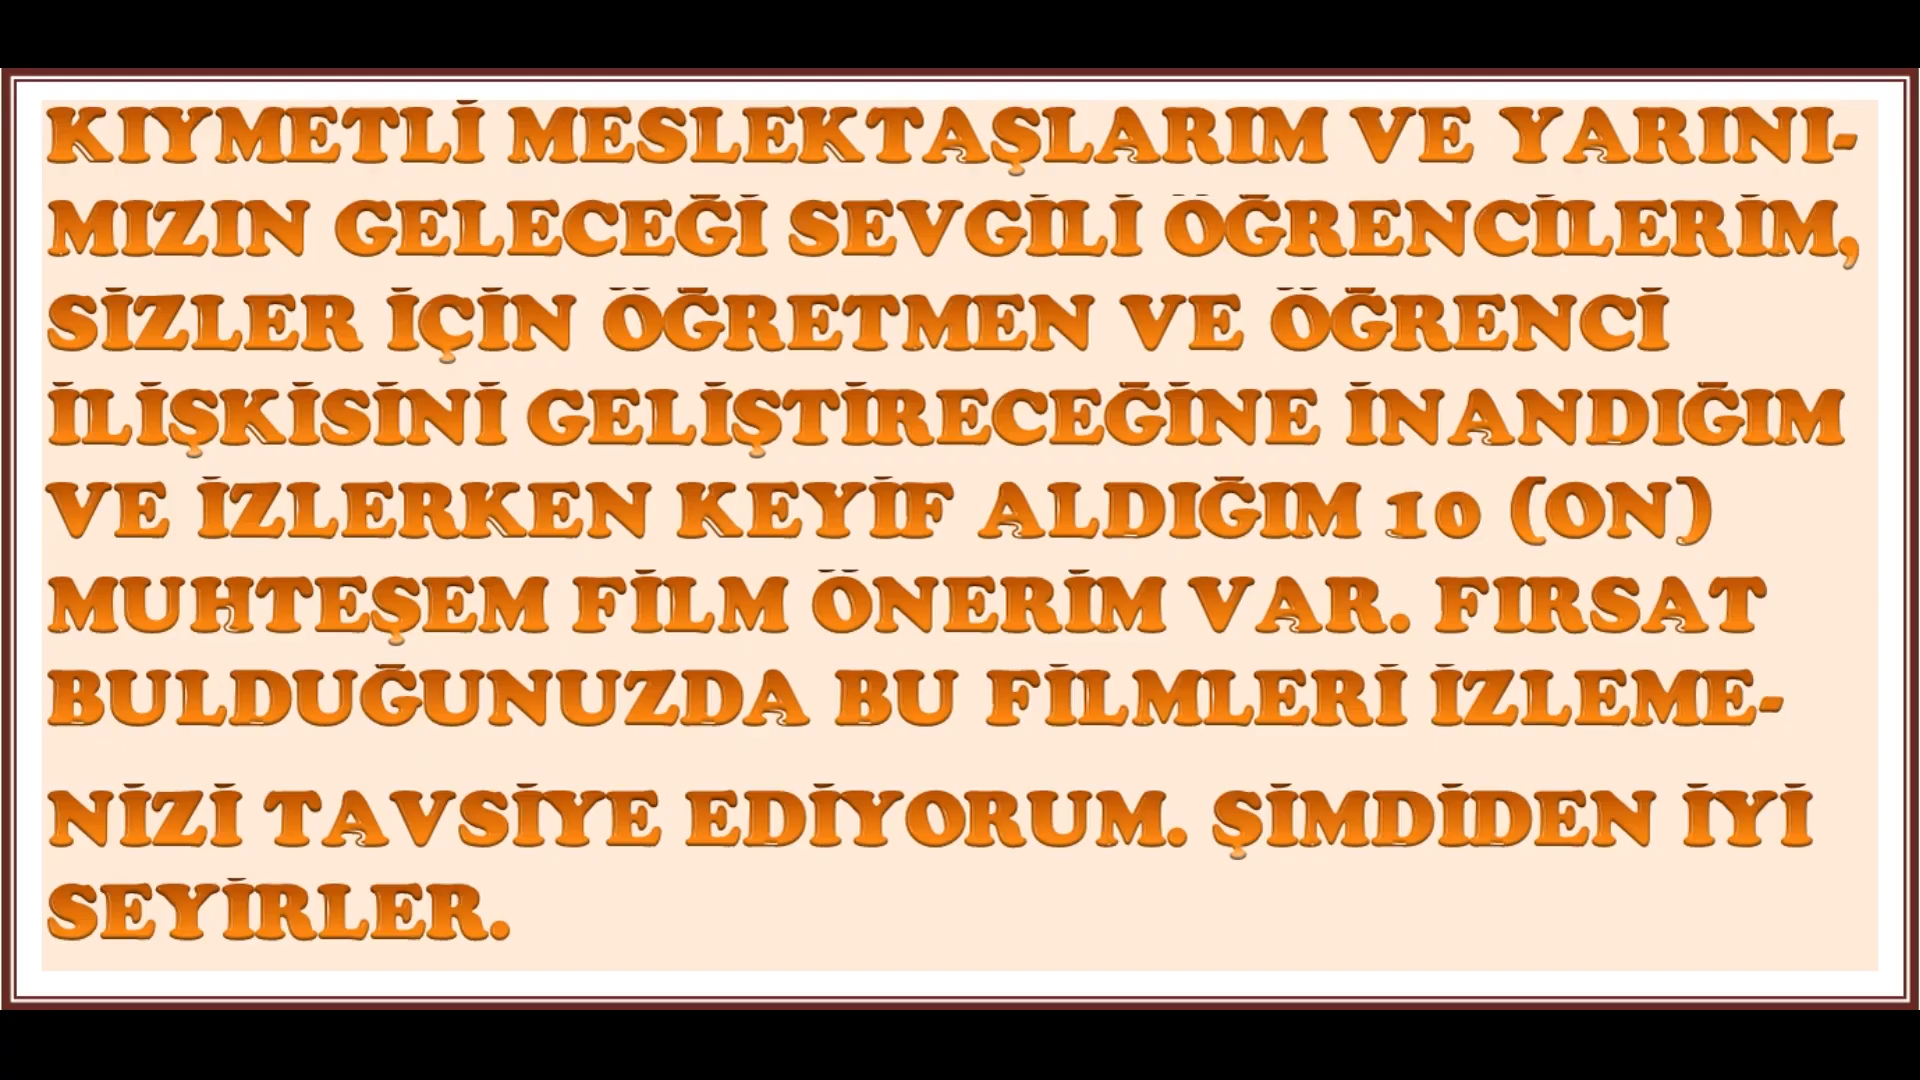 KIYMETLİ MESLEKTAŞLARIM VE YARINI-
MIZIN GELECEĞİ SEVGİLİ ÖĞRENCİLERİM,
SİZLER İÇİN ÖĞRETMEN VE ÖĞRENCİ
İLİŞKİSİNİ GELİŞTİRECEĞİNE İNANDIĞIM
VE İZLERKEN KEYİF ALDIĞIM 10 (ON)
MUHTEŞEM FİLM ÖNERİM VAR. FIRSAT
BULDUĞUNUZDA BU FİLMLERİ İZLEME-
NİZİ TAVSİYE EDİYORUM. ŞİMDİDEN İYİ
SEYİRLER.